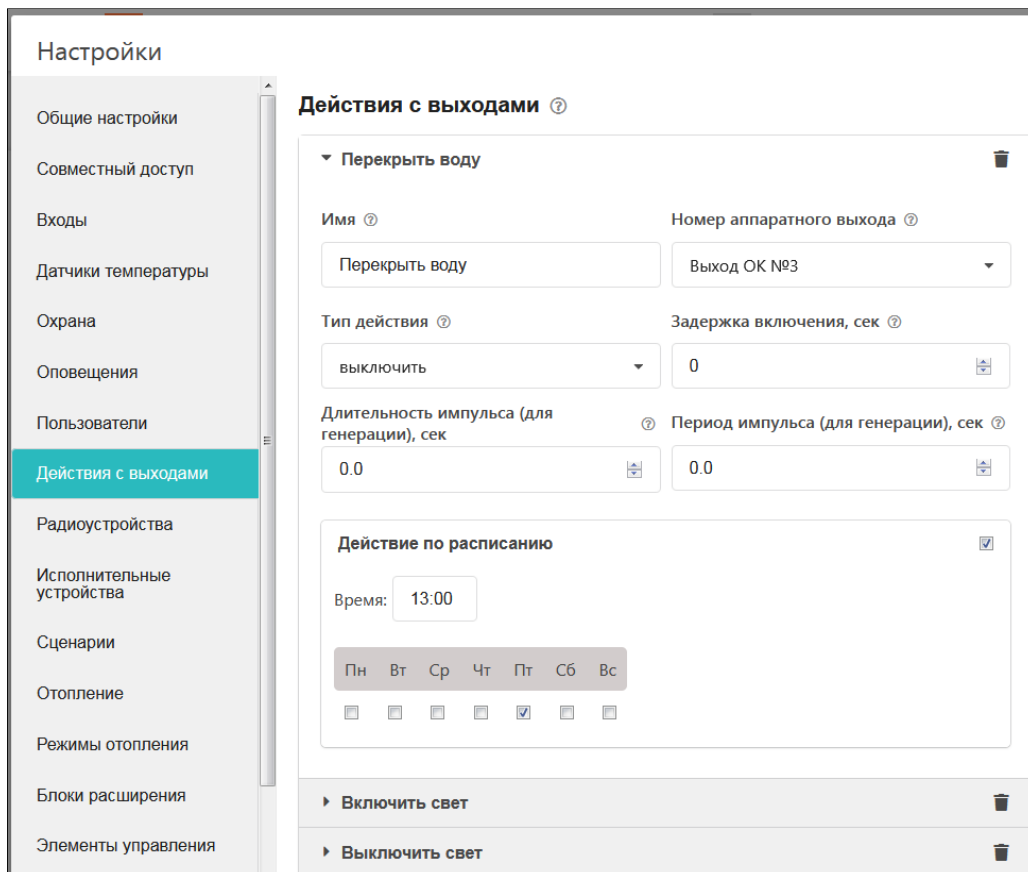 Настройки
Общие настройки
Совместный доступ
Входы
Датчики температуры
Охрана
Оповещения
Пользователи
Действия с выходами
Радиоустройства
Исполнительные
устройства
Сценарии
Отопление
Режимы отопления
Блоки расширения
Элементы управления
Действия с выходами
Перекрыть воду
Имя
Номер аппаратного выхода
Перекрыть воду
Выход ОК №3
Тип действия
Задержка включения, сек
выключить
0
Длительность импульса (для
генерации), сек
Период импульса (для генерации), сек
0.0
0.0
Действие по расписанию
Время: 13:00
Пн Вт Ср Чт Пт Сб Вс
Включить свет
Выключить свет